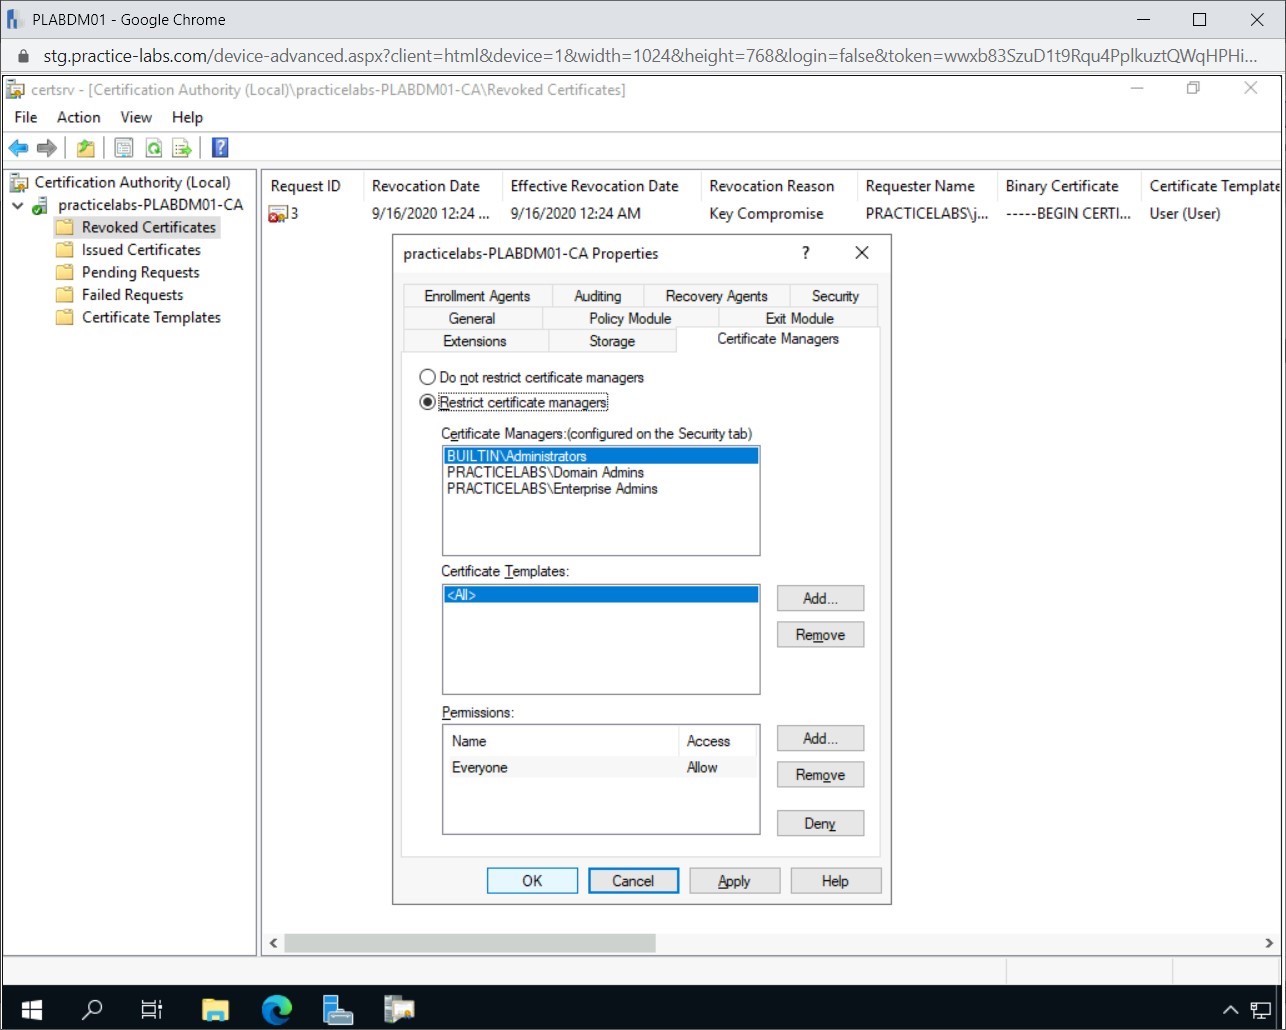 PLABDM01 - Google Chrome
stg.practice-labs.com/device-advanced.aspx?client=html&device=1&width=1024&height=768&login=false&token=wwxb83SzuD1t9Rqu4PplkuztQWqHPHi...
certsrv - [Certification Authority (Local)\practicelabs-PLABDM01-CA\Revoked Certificates]
File Action View Help
Certification Authority (Local)
practicelabs-PLABDM01-CA
Revoked Certificates
Issued Certificates
Pending Requests
Failed Requests
Certificate Templates
Request ID Revocation Date Effective Revocation Date Revocation Reason Requester Name Binary Certificate Certificate Template
3 9/16/2020 12:24 ... 9/16/2020 12:24 AM Key Compromise PRACTICELABS\j... -----BEGIN CERTI... User (User)
practicelabs-PLABDM01-CA Properties ?
Enrollment Agents Auditing Recovery Agents Security
General Policy Module Exit Module
Extensions Storage Certificate Managers
Do not restrict certificate managers
Restrict certificate managers
Certificate Managers:(configured on the Security tab)
BUILTIN\Administrators
PRACTICELABS\Domain Admins
PRACTICELABS\Enterprise Admins
Certificate Templates:
<All>
Add...
Remove
Permissions:
Name Access
Everyone Allow
Add...
Remove
Deny
OK Cancel Apply Help